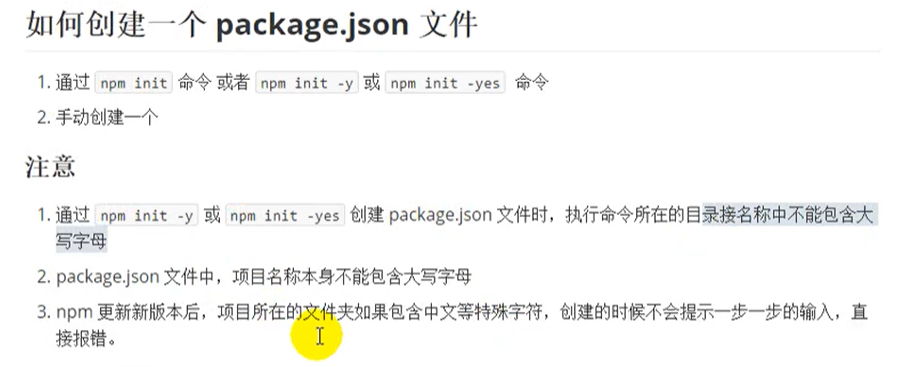 如何创建一个 package.json 文件
1. 通过 npm init 命令 或者 npm init -y 或 npm init -yes 命令
2. 手动创建一个
注意
1. 通过 npm init -y 或 npm init -yes 创建 package.json 文件时，执行命令所在的目录接名称中不能包含大
写字母
2. package.json 文件中，项目名称本身不能包含大写字母
3. npm 更新新版本后，项目所在的文件夹如果包含中文等特殊字符，创建的时候不会提示一步一步的输入，直
接报错。